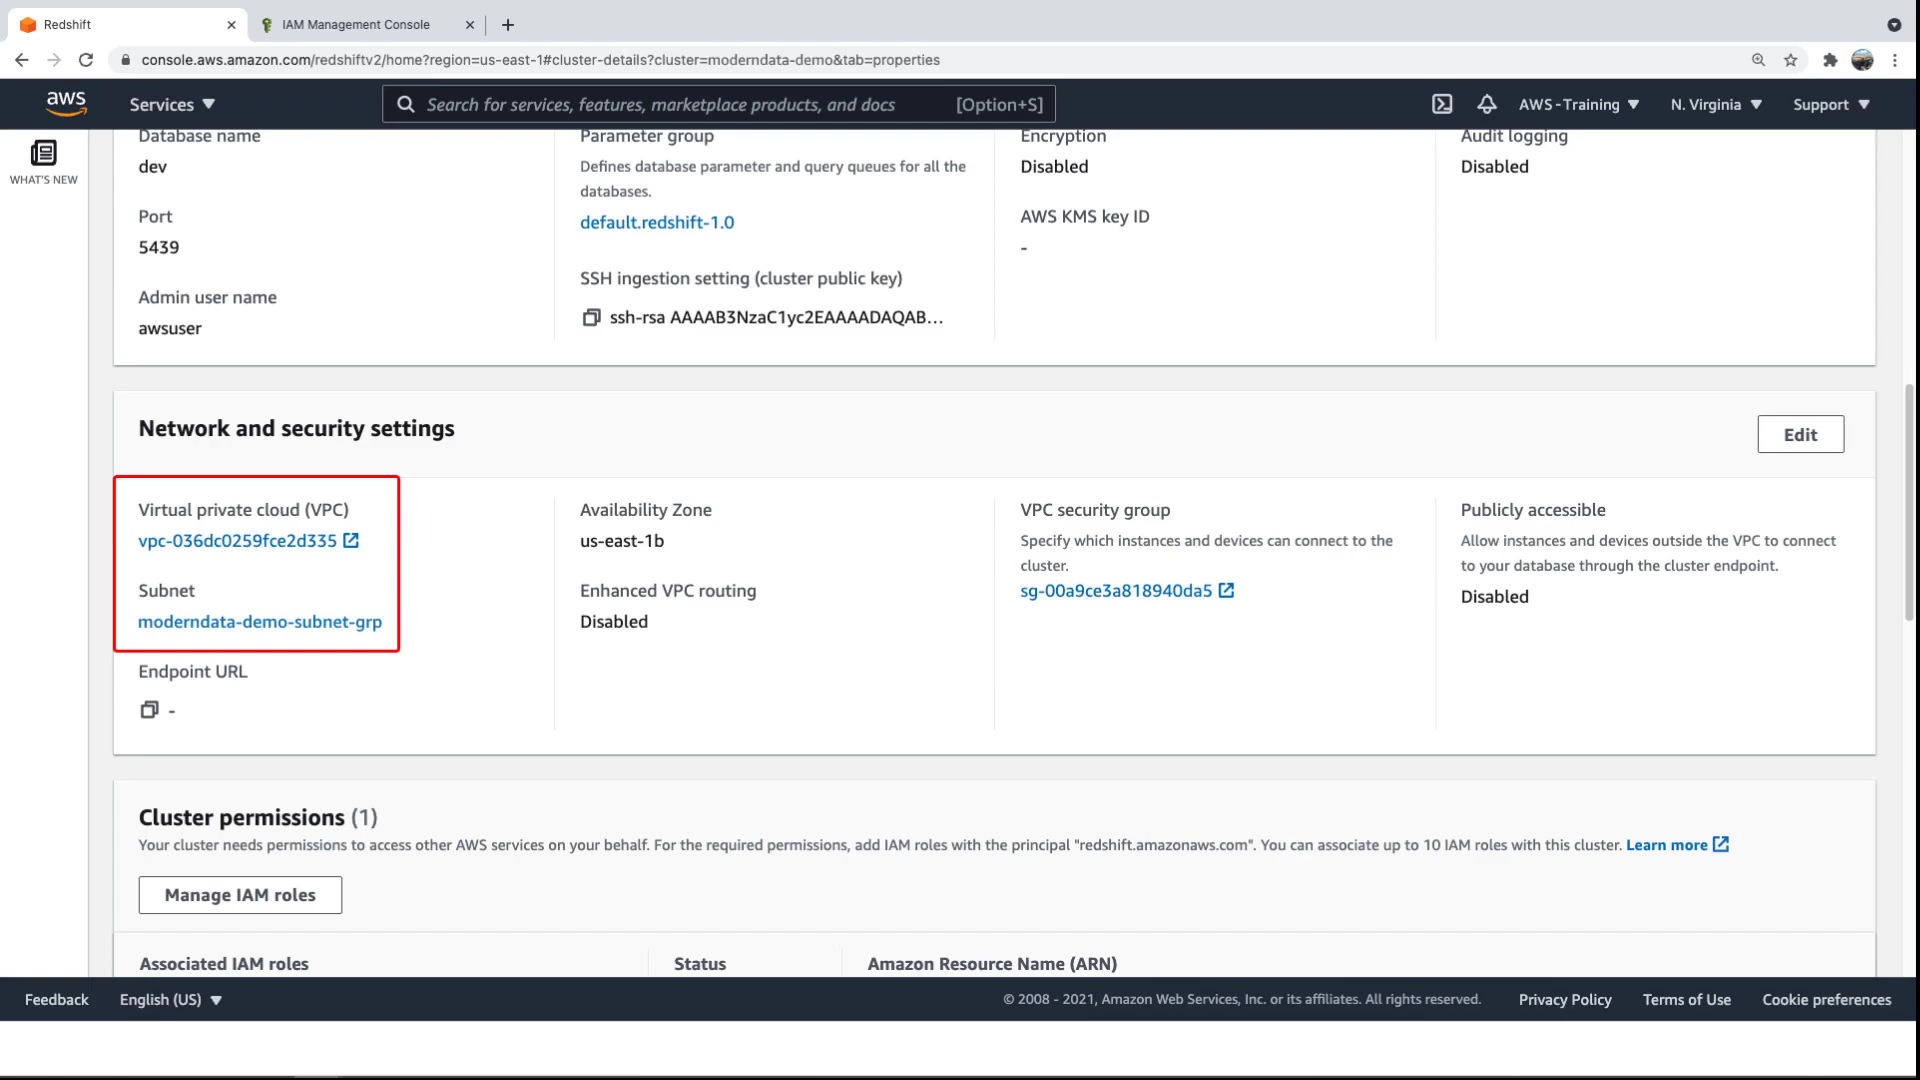 Redshift
IAM Management Console
console.aws.amazon.com/redshiftv2/home?region=us-east-1#cluster-details?cluster=moderndata-demo&tab=properties
aws
Services
Search for services, features, marketplace products, and docs [Option+S]
AWS-Training
N. Virginia
Support
WHAT'S NEW
Database name
dev
Port
5439
Admin user name
awsuser
Parameter group
Defines database parameter and query queues for all the
databases.
default.redshift-1.0
SSH ingestion setting (cluster public key)
ssh-rsa AAAAB3NzaC1yc2EAAAADAQAB...
Encryption
Disabled
AWS KMS key ID
-
Audit logging
Disabled
Network and security settings
Edit
Virtual private cloud (VPC)
vpc-036dc0259fce2d335
Subnet
moderndata-demo-subnet-grp
Endpoint URL
-
Availability Zone
us-east-1b
Enhanced VPC routing
Disabled
VPC security group
Specify which instances and devices can connect to the
cluster.
sg-00a9ce3a818940da5
Publicly accessible
Allow instances and devices outside the VPC to connect
to your database through the cluster endpoint.
Disabled
Cluster permissions (1)
Your cluster needs permissions to access other AWS services on your behalf. For the required permissions, add IAM roles with the principal "redshift.amazonaws.com". You can associate up to 10 IAM roles with this cluster. Learn more
Manage IAM roles
Associated IAM roles
Status
Amazon Resource Name (ARN)
Feedback
English (US)
© 2008 - 2021, Amazon Web Services, Inc. or its affiliates. All rights reserved.
Privacy Policy
Terms of Use
Cookie preferences